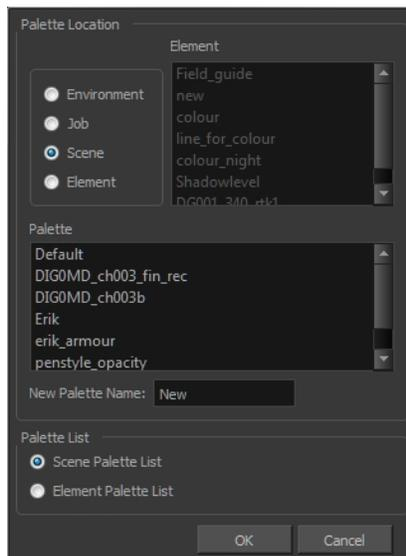 Palette Location
Element
Environment
Job
Scene
Element
Field_guide
new
colour
line_for_colour
colour_night
Shadowlevel
DG001_340_rtk1
Palette
Default
DIG0MD_ch003_fin_rec
DIG0MD_ch003b
Erik
erik_armour
penstyle_opacity
New Palette Name: New
Palette List
Scene Palette List
Element Palette List
OK Cancel